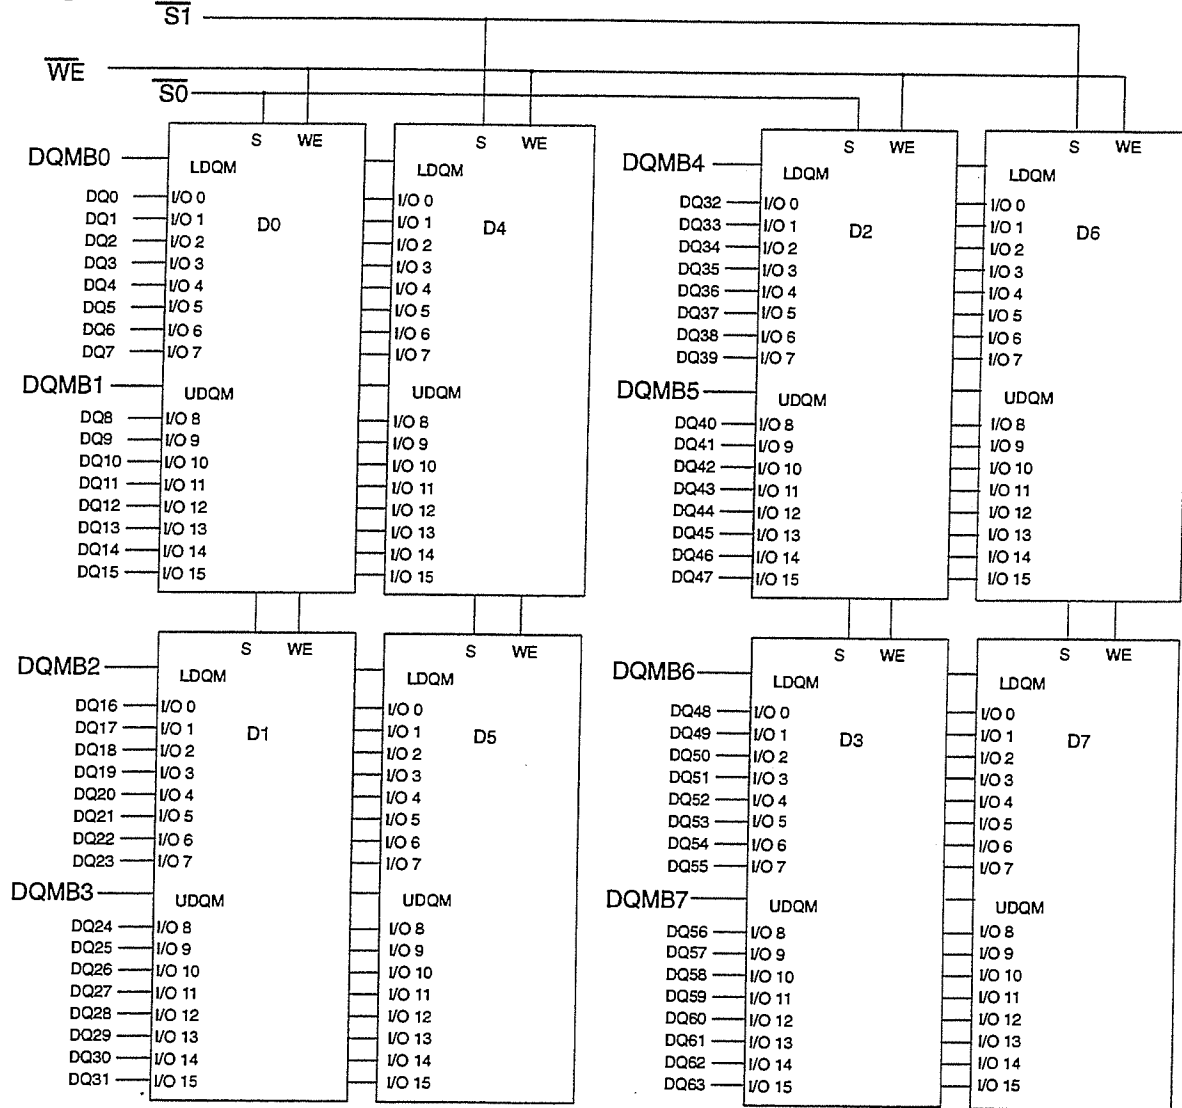 S1
WE
S0
S WE S WE S WE S WE
DQMB0 LDQM LDQM DQMB4 LDQM LDQM
DQ0 I/O 0 I/O 0 DQ32 I/O 0 I/O 0
DQ1 I/O 1 D0 I/O 1 D4 DQ33 I/O 1 D2 I/O 1 D6
DQ2 I/O 2 I/O 2 DQ34 I/O 2 I/O 2
DQ3 I/O 3 I/O 3 DQ35 I/O 3 I/O 3
DQ4 I/O 4 I/O 4 DQ36 I/O 4 I/O 4
DQ5 I/O 5 I/O 5 DQ37 I/O 5 I/O 5
DQ6 I/O 6 I/O 6 DQ38 I/O 6 I/O 6
DQ7 I/O 7 I/O 7 DQ39 I/O 7 I/O 7
DQMB1 UDQM UDQM DQMB5 UDQM UDQM
DQ8 I/O 8 I/O 8 DQ40 I/O 8 I/O 8
DQ9 I/O 9 I/O 9 DQ41 I/O 9 I/O 9
DQ10 I/O 10 I/O 10 DQ42 I/O 10 I/O 10
DQ11 I/O 11 I/O 11 DQ43 I/O 11 I/O 11
DQ12 I/O 12 I/O 12 DQ44 I/O 12 I/O 12
DQ13 I/O 13 I/O 13 DQ45 I/O 13 I/O 13
DQ14 I/O 14 I/O 14 DQ46 I/O 14 I/O 14
DQ15 I/O 15 I/O 15 DQ47 I/O 15 I/O 15
S WE S WE S WE S WE
DQMB2 LDQM LDQM DQMB6 LDQM LDQM
DQ16 I/O 0 I/O 0 DQ48 I/O 0 I/O 0
DQ17 I/O 1 D1 I/O 1 D5 DQ49 I/O 1 D3 I/O 1 D7
DQ18 I/O 2 I/O 2 DQ50 I/O 2 I/O 2
DQ19 I/O 3 I/O 3 DQ51 I/O 3 I/O 3
DQ20 I/O 4 I/O 4 DQ52 I/O 4 I/O 4
DQ21 I/O 5 I/O 5 DQ53 I/O 5 I/O 5
DQ22 I/O 6 I/O 6 DQ54 I/O 6 I/O 6
DQ23 I/O 7 I/O 7 DQ55 I/O 7 I/O 7
DQMB3 UDQM UDQM DQMB7 UDQM UDQM
DQ24 I/O 8 I/O 8 DQ56 I/O 8 I/O 8
DQ25 I/O 9 I/O 9 DQ57 I/O 9 I/O 9
DQ26 I/O 10 I/O 10 DQ58 I/O 10 I/O 10
DQ27 I/O 11 I/O 11 DQ59 I/O 11 I/O 11
DQ28 I/O 12 I/O 12 DQ60 I/O 12 I/O 12
DQ29 I/O 13 I/O 13 DQ61 I/O 13 I/O 13
DQ30 I/O 14 I/O 14 DQ62 I/O 14 I/O 14
DQ31 I/O 15 I/O 15 DQ63 I/O 15 I/O 15